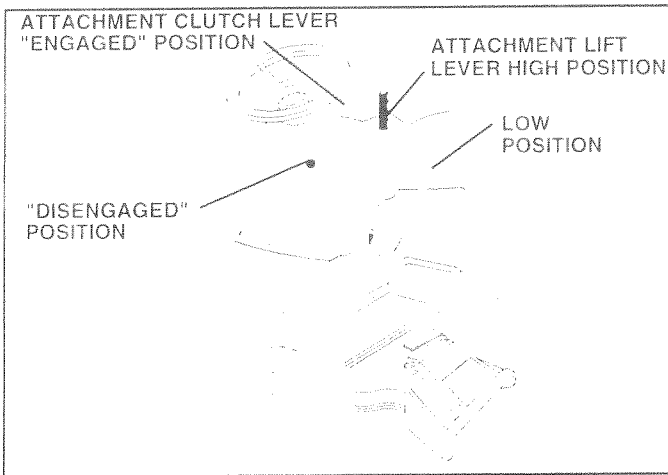 ATTACHMENT CLUTCH LEVER
"ENGAGED" POSITION
ATTACHMENT LIFT
LEVER HIGH POSITION
LOW
POSITION
"DISENGAGED"
POSITION